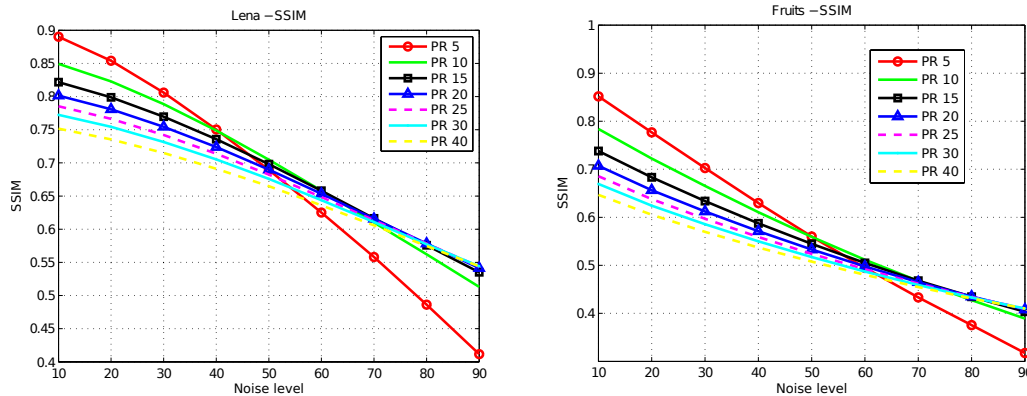 Lena −SSIM
0.9
0.85
0.8
0.75
0.7
0.65
0.6
0.55
0.5
0.45
0.4
SSIM
10 20 30 40 50 60 70 80 90
Noise level
PR 5
PR 10
PR 15
PR 20
PR 25
PR 30
PR 40
Fruits −SSIM
1
0.9
0.8
0.7
0.6
0.5
0.4
SSIM
10 20 30 40 50 60 70 80 90
Noise level
PR 5
PR 10
PR 15
PR 20
PR 25
PR 30
PR 40